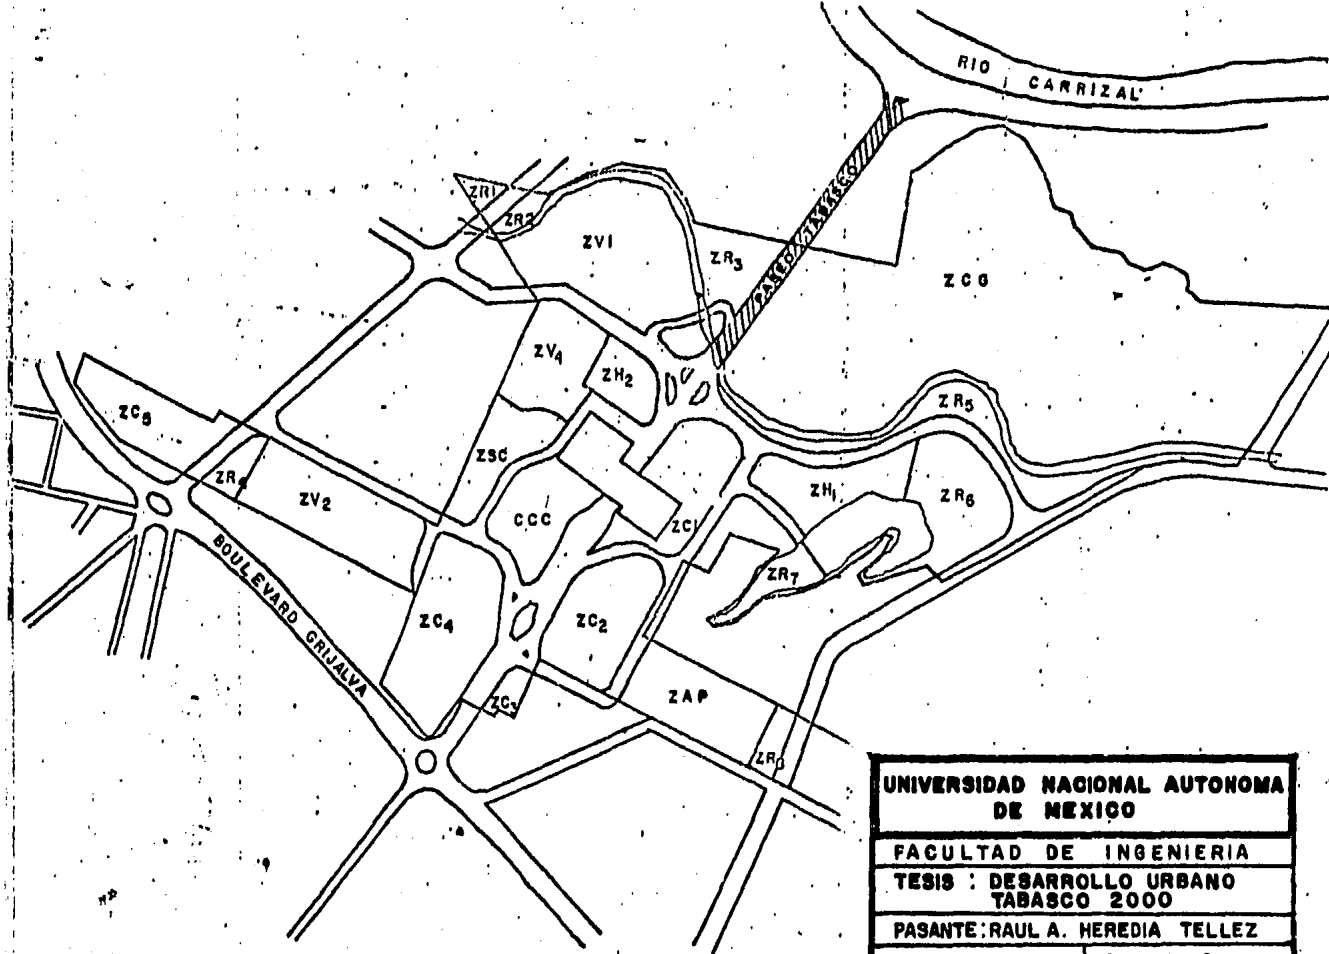 RIO CARRIZAL
PASEO TABASCO
ZR1
ZR2
ZV1
ZR3
ZCG
ZV4
ZH2
ZC5
ZR5
ZSC
ZR4
ZV2
CCC
ZC1
ZH1
ZR6
ZR7
BOULEVARD GRIJALVA
ZC4
ZC2
ZC3
ZAP
UNIVERSIDAD NACIONAL AUTONOMA
DE MEXICO
FACULTAD DE INGENIERIA
TESIS : DESARROLLO URBANO
TABASCO 2000
PASANTE: RAUL A. HEREDIA TELLEZ